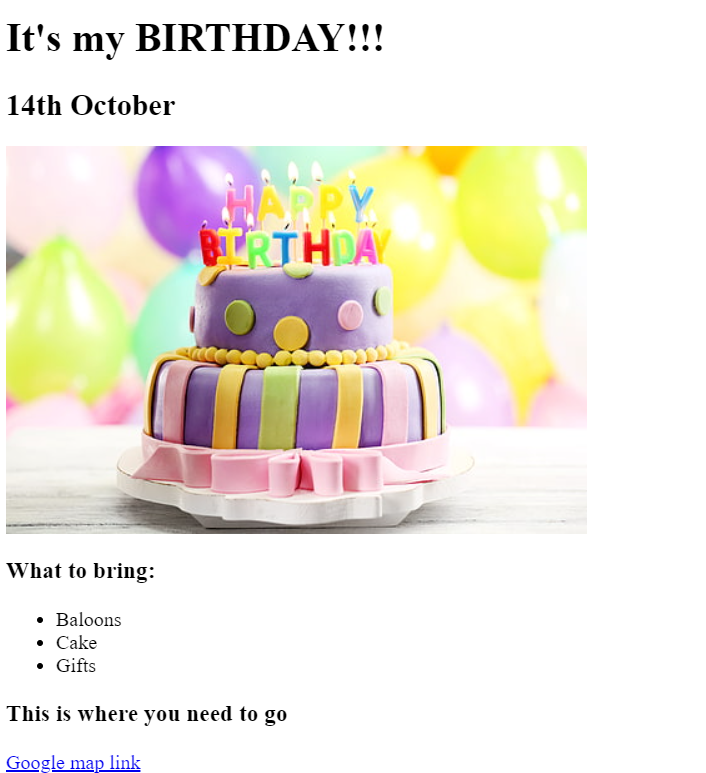 It's my BIRTHDAY!!!
14th October
HAPPY
BIRTHDAY
What to bring:
Baloons
Cake
Gifts
This is where you need to go
Google map link